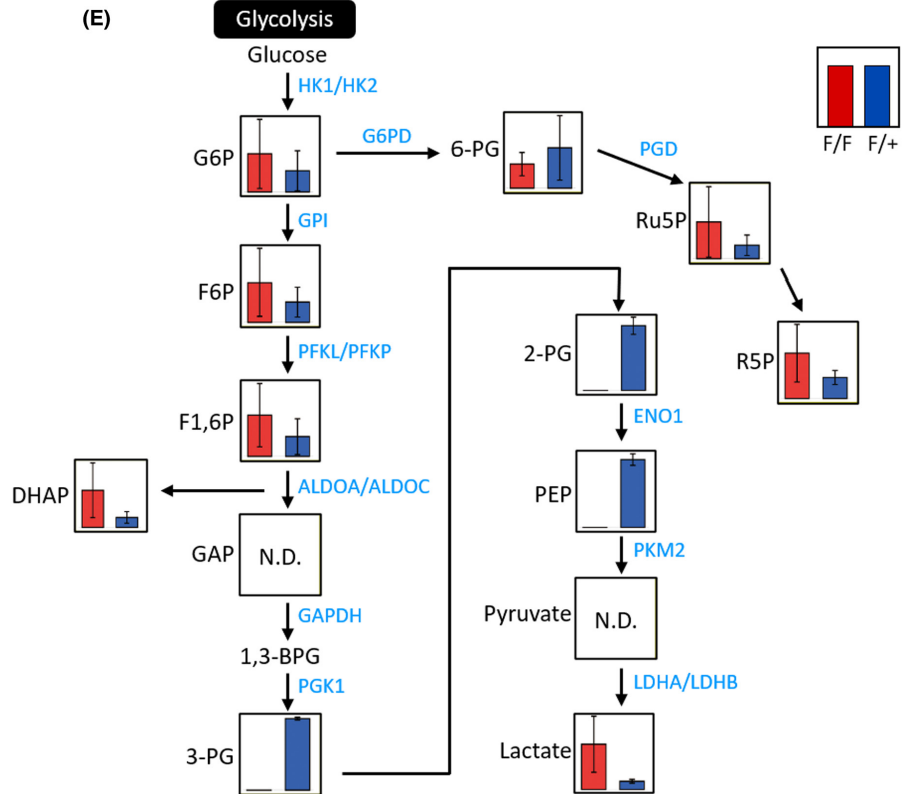 (E)
Glycolysis
Glucose
HK1/HK2
G6P
G6PD
6-PG
PGD
F/F F/+
Ru5P
GPI
F6P
PFKL/PFKP
2-PG
R5P
F1,6P
ENO1
ALDOA/ALDOC
DHAP
PEP
GAP
N.D.
PKM2
GAPDH
Pyruvate
N.D.
1,3-BPG
PGK1
LDHA/LDHB
3-PG
Lactate